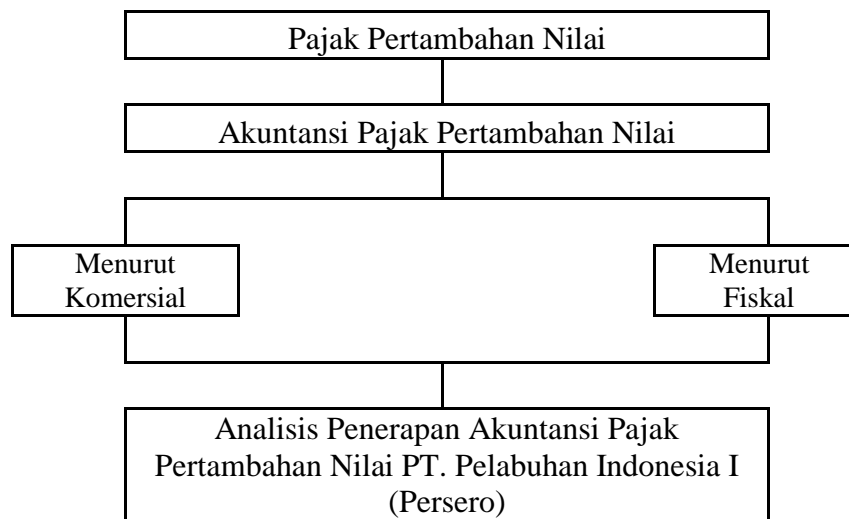 Pajak Pertambahan Nilai
Akuntansi Pajak Pertambahan Nilai
Menurut
Komersial
Menurut
Fiskal
Analisis Penerapan Akuntansi Pajak
Pertambahan Nilai PT. Pelabuhan Indonesia I
(Persero)